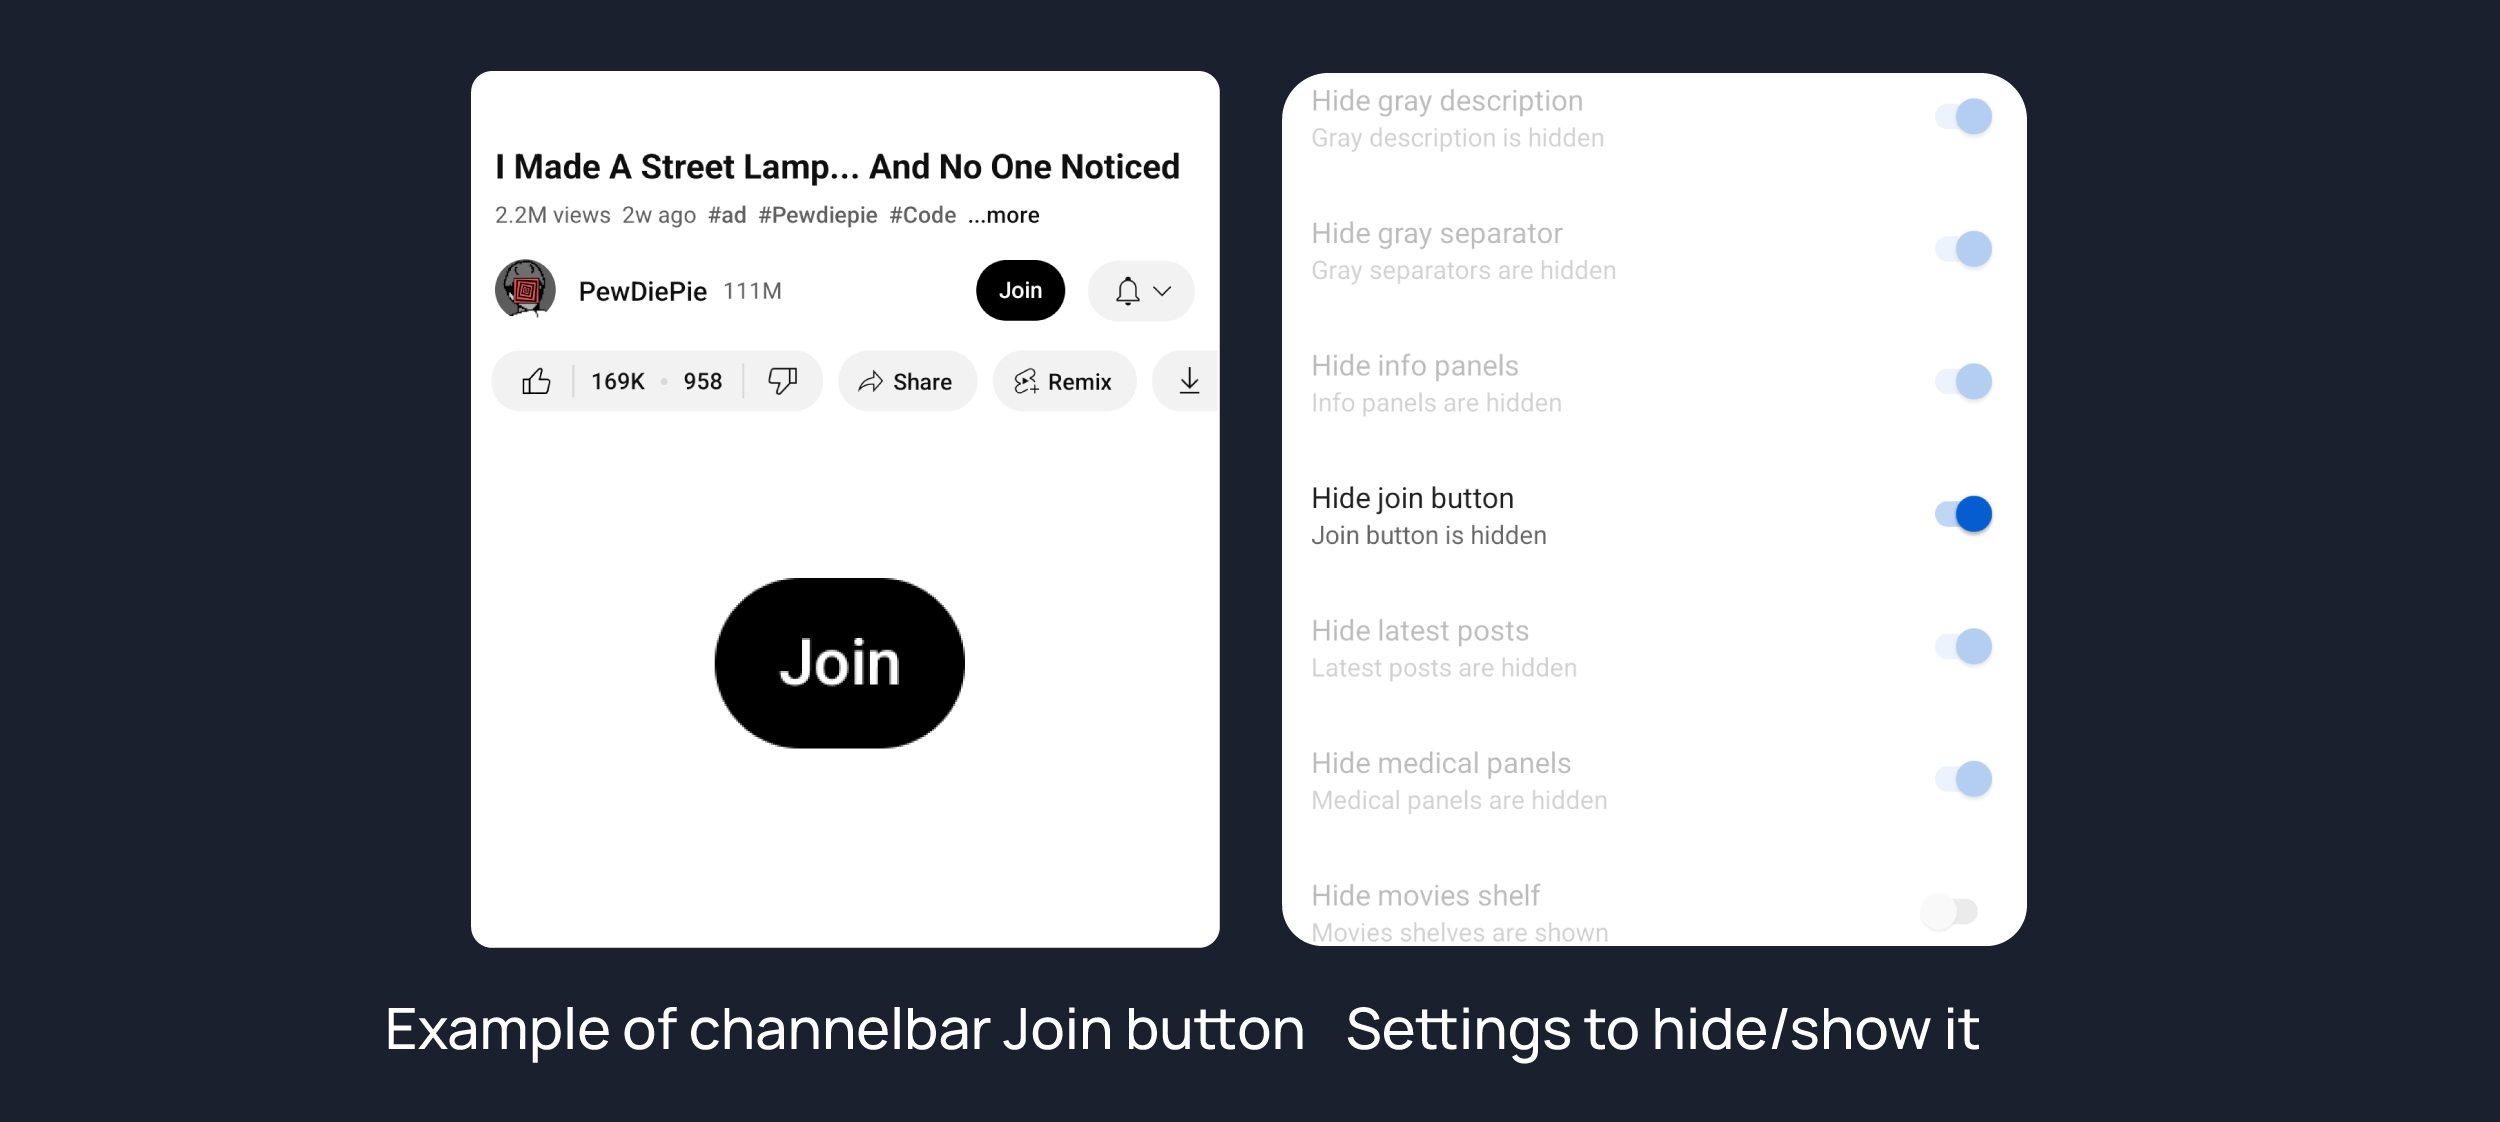 I Made A Street Lamp... And No One Noticed
2.2M views 2w ago #ad #Pewdiepie #Code ...more
PewDiePie 111M Join
169K • 958 Share Remix
Join
Example of channelbar Join button
Hide gray description
Gray description is hidden
Hide gray separator
Gray separators are hidden
Hide info panels
Info panels are hidden
Hide join button
Join button is hidden
Hide latest posts
Latest posts are hidden
Hide medical panels
Medical panels are hidden
Hide movies shelf
Movies shelves are shown
Settings to hide/show it